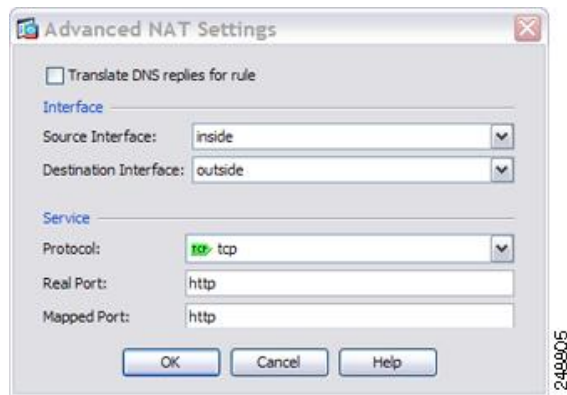 Advanced NAT Settings
Translate DNS replies for rule
Interface
Source Interface: inside
Destination Interface: outside
Service
Protocol: TCP tcp
Real Port: http
Mapped Port: http
OK Cancel Help
248805